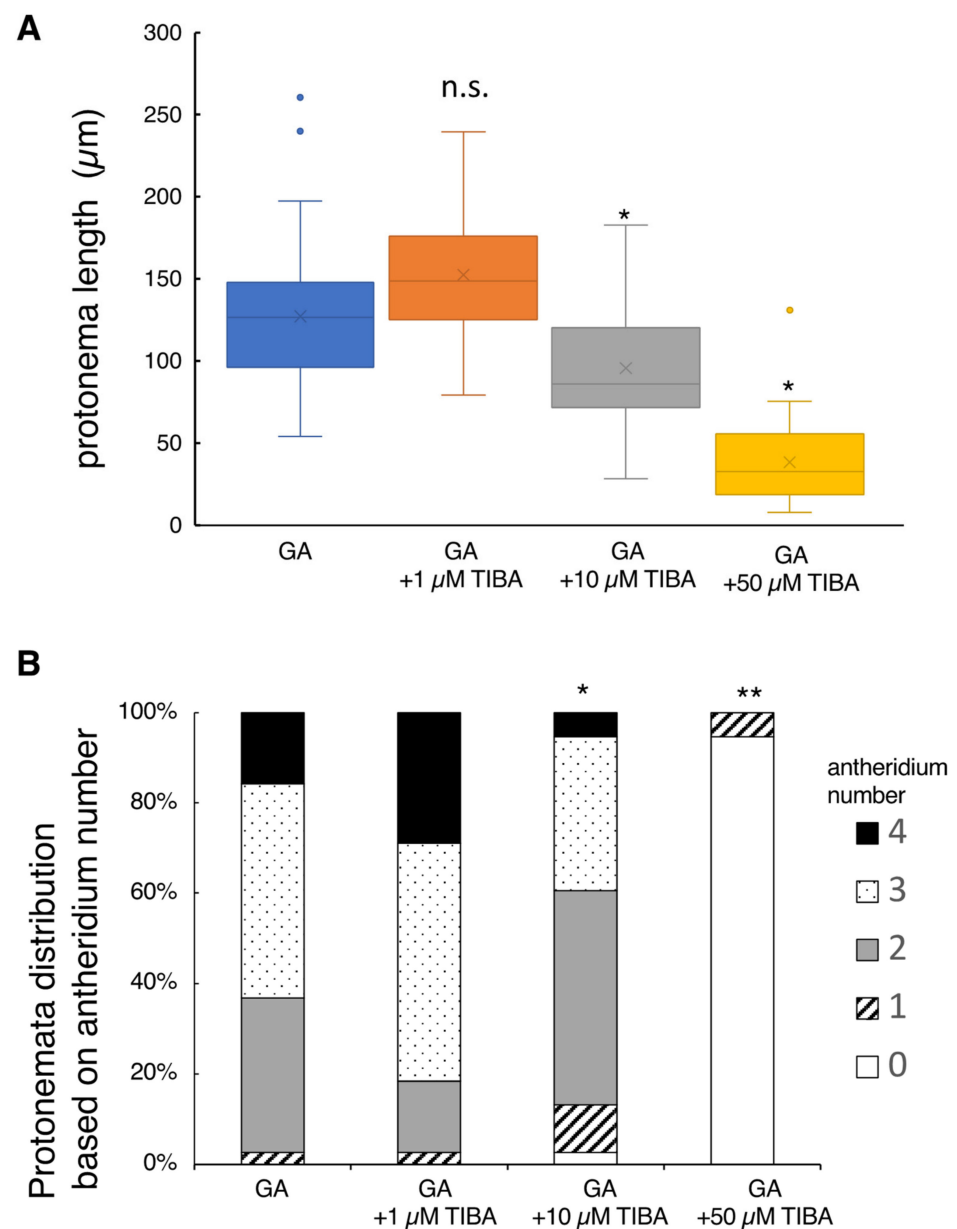 A
protonema length (µm)
300
250
200
150
100
50
0
n.s.
*
*
GA
GA
+1 µM TIBA
GA
+10 µM TIBA
GA
+50 µM TIBA
B
Protonemata distribution
based on antheridium number
100%
80%
60%
40%
20%
0%
*
**
antheridium
number
4
3
2
1
0
GA
GA
+1 µM TIBA
GA
+10 µM TIBA
GA
+50 µM TIBA